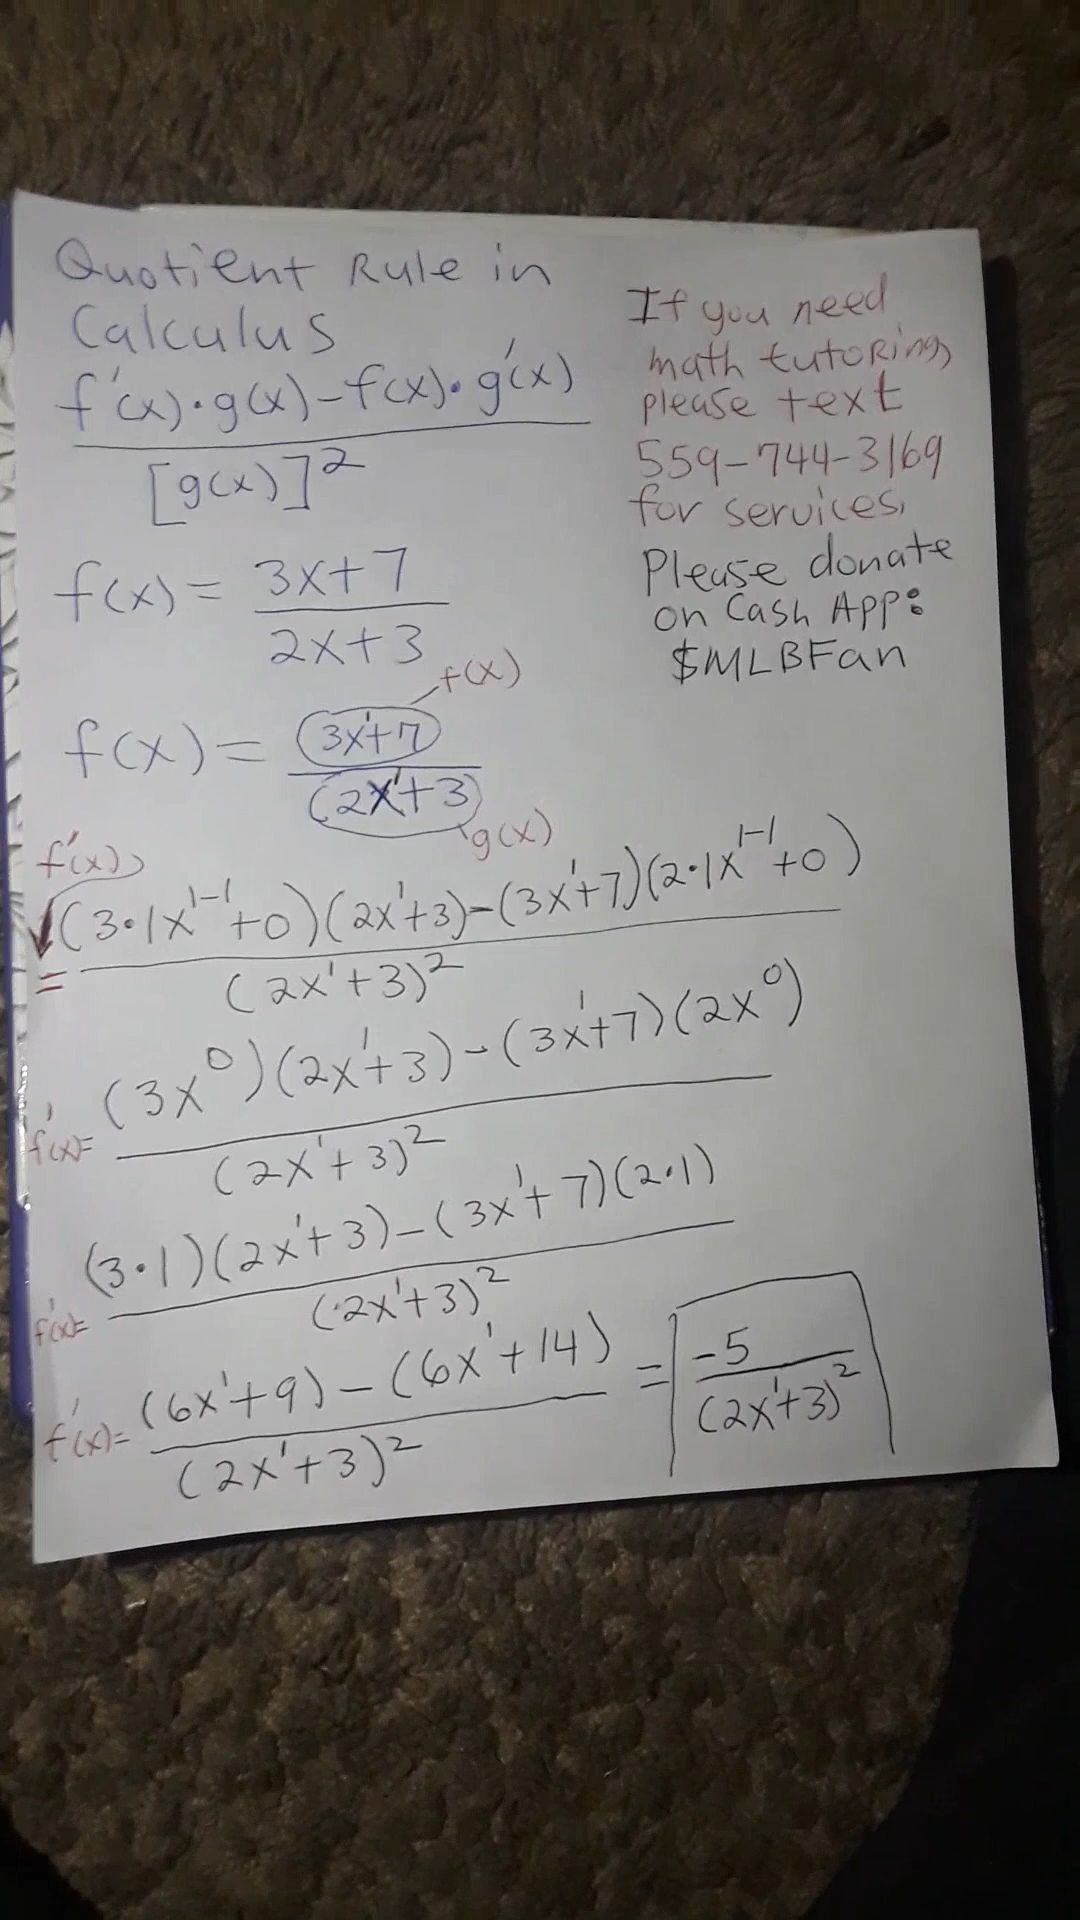 Quotient Rule in
Calculus
f'(x)·g(x)-f(x)·g'(x)
[g(x)]²
f(x)= 3x+7
2x+3
f(x)
f(x)= (3x¹+7)
(2x¹+3)
g(x)
f'(x)
= (3·1x¹⁻¹+0)(2x¹+3)-(3x¹+7)(2·1x¹⁻¹+0)
(2x¹+3)²
f'(x)= (3x⁰)(2x¹+3)-(3x¹+7)(2x⁰)
(2x¹+3)²
f'(x)= (3·1)(2x¹+3)-(3x¹+7)(2·1)
(2x¹+3)²
f'(x)= (6x¹+9)-(6x¹+14) = -5
(2x¹+3)² (2x¹+3)²
If you need
math tutoring,
please text
559-744-3169
for services.
Please donate
on Cash App:
$MLBFan